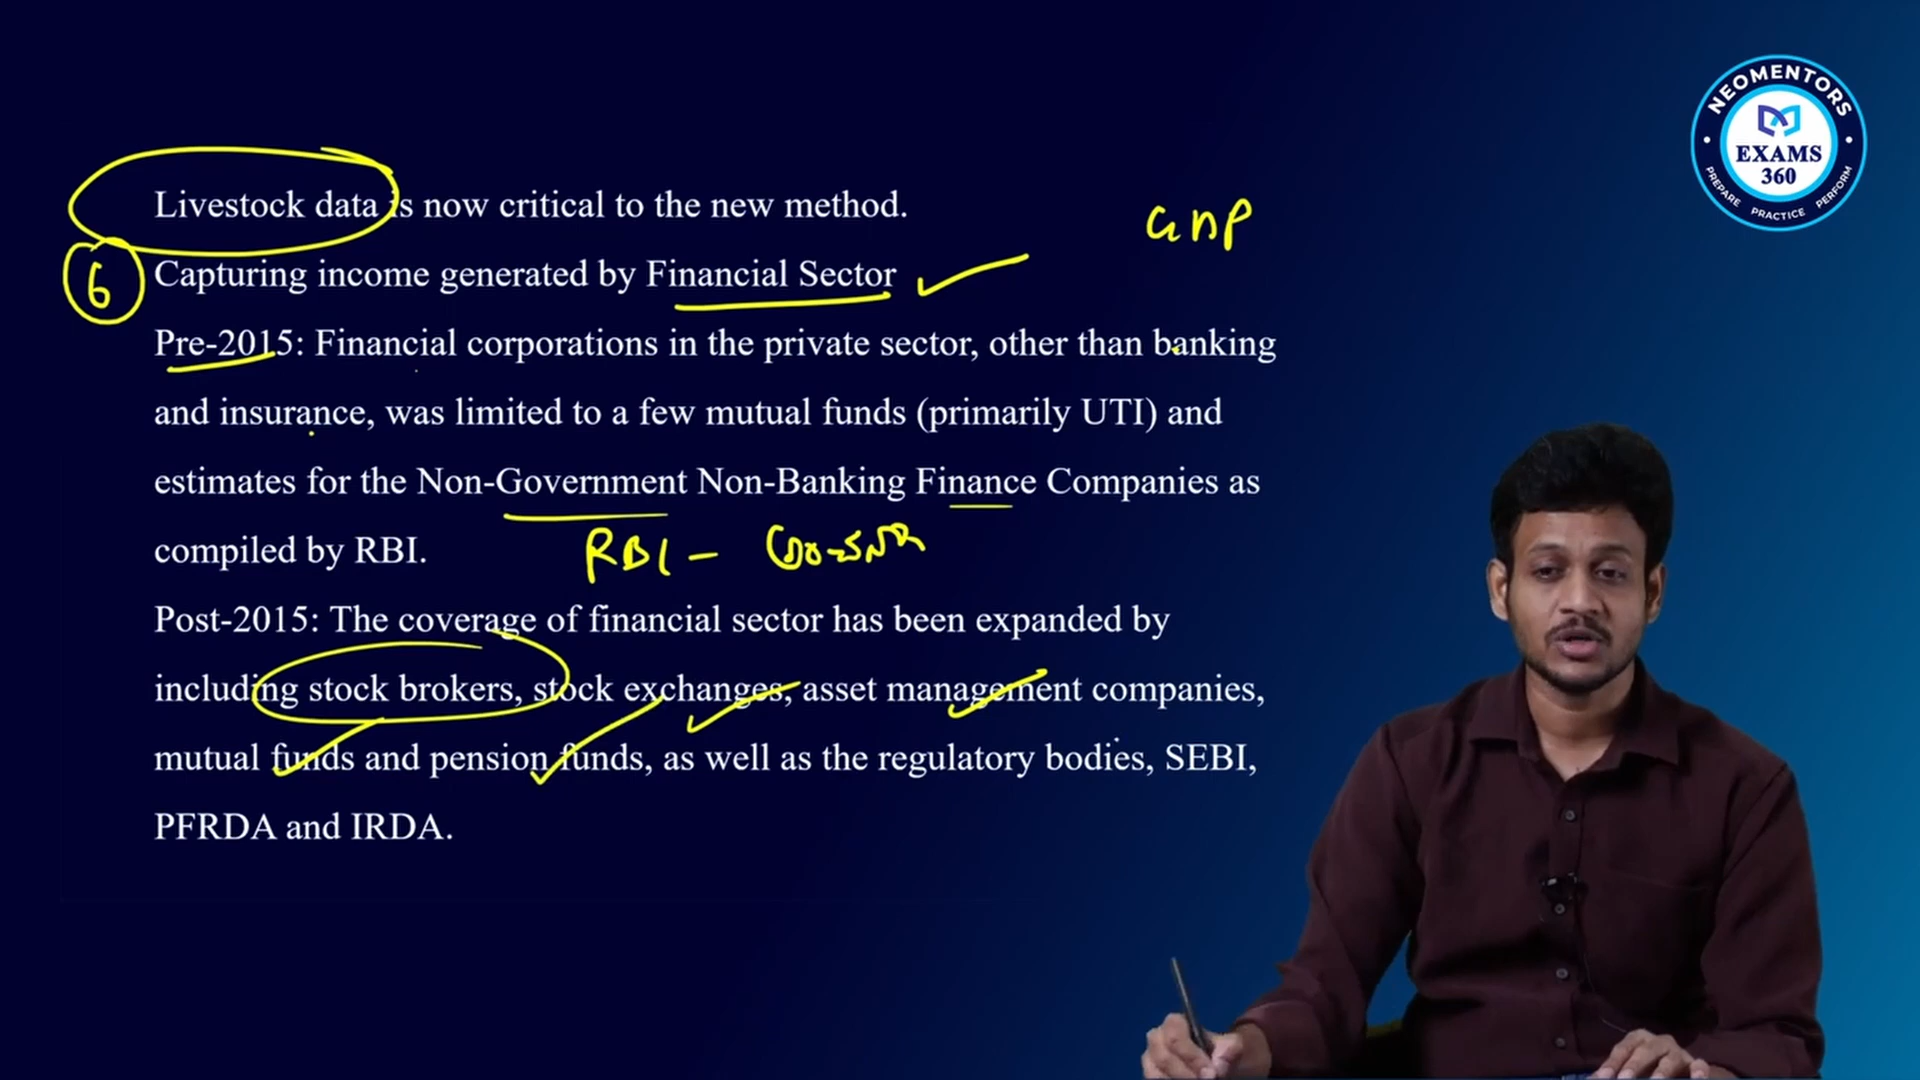 NEOMENTORS
EXAMS
360
PREPARE PRACTICE PERFORM
Livestock data is now critical to the new method.
GDP
6
Capturing income generated by Financial Sector
Pre-2015: Financial corporations in the private sector, other than banking
and insurance, was limited to a few mutual funds (primarily UTI) and
estimates for the Non-Government Non-Banking Finance Companies as
compiled by RBI.
RBI -
Post-2015: The coverage of financial sector has been expanded by
including stock brokers, stock exchanges, asset management companies,
mutual funds and pension funds, as well as the regulatory bodies, SEBI,
PFRDA and IRDA.